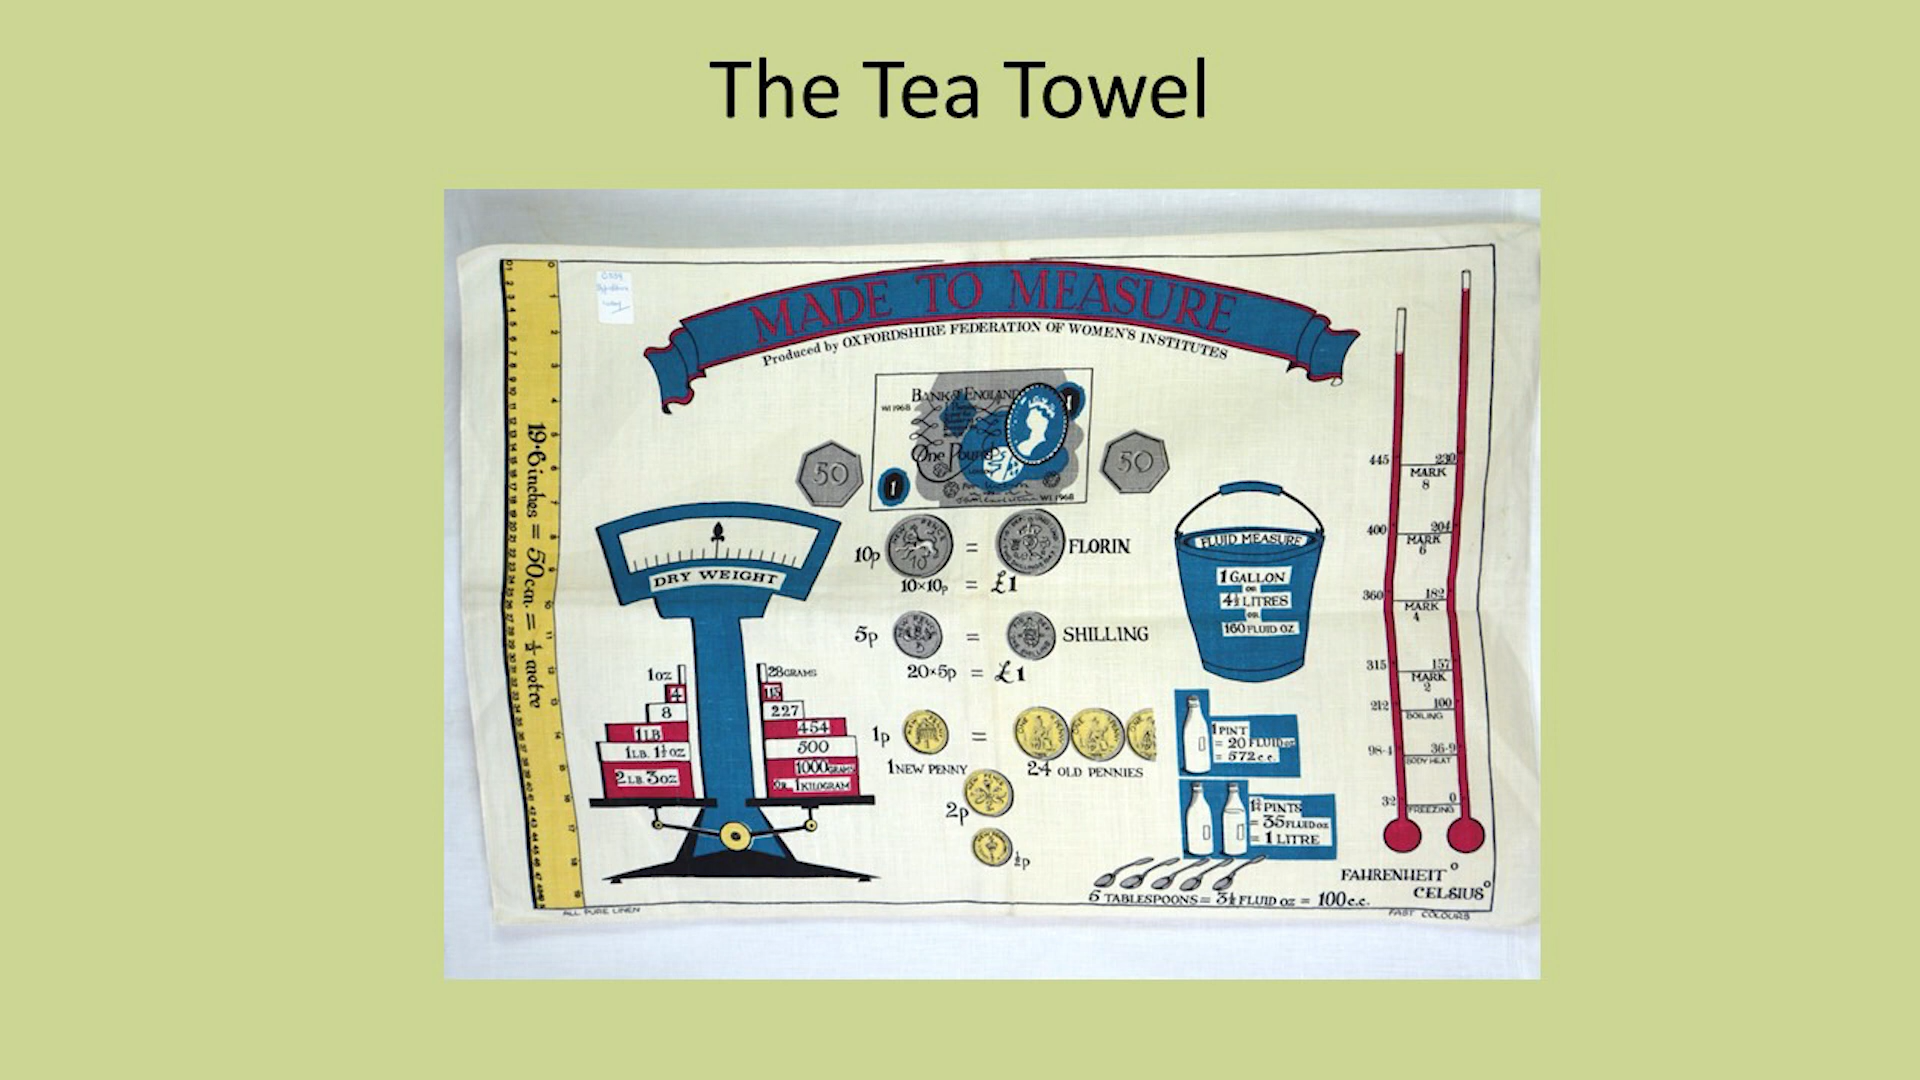 The Tea Towel
MADE TO MEASURE
Produced by OXFORDSHIRE FEDERATION OF WOMEN'S INSTITUTES
19·6 inches = 50 cm. = ½ metre
BANK of ENGLAND
WI 1968
1
One Pound
1
WI 1968
50
50
10p = FLORIN
10×10p = £1
5p = SHILLING
20×5p = £1
1p =
1 NEW PENNY
2·4 OLD PENNIES
2p
½p
DRY WEIGHT
1oz 28 GRAMS
4 113
8 227
1LB 454
1LB. 1½oz 500
2LB 3oz 1000 GRAMS
or 1 KILOGRAM
FLUID MEASURE
1 GALLON
OR
4½ LITRES
OR
160 FLUID OZ
1 PINT
= 20 FLUID oz
= 572 c.c.
1¾ PINTS
= 35 FLUID oz
= 1 LITRE
5 TABLESPOONS = 3½ FLUID oz = 100 c.c.
445 230
MARK
8
400 204
MARK
6
360 182
MARK
4
315 157
MARK
2
212 100
BOILING
98·4 36·9
BODY HEAT
32 0
FREEZING
FAHRENHEIT°
CELSIUS°
ALL PURE LINEN
FAST COLOURS